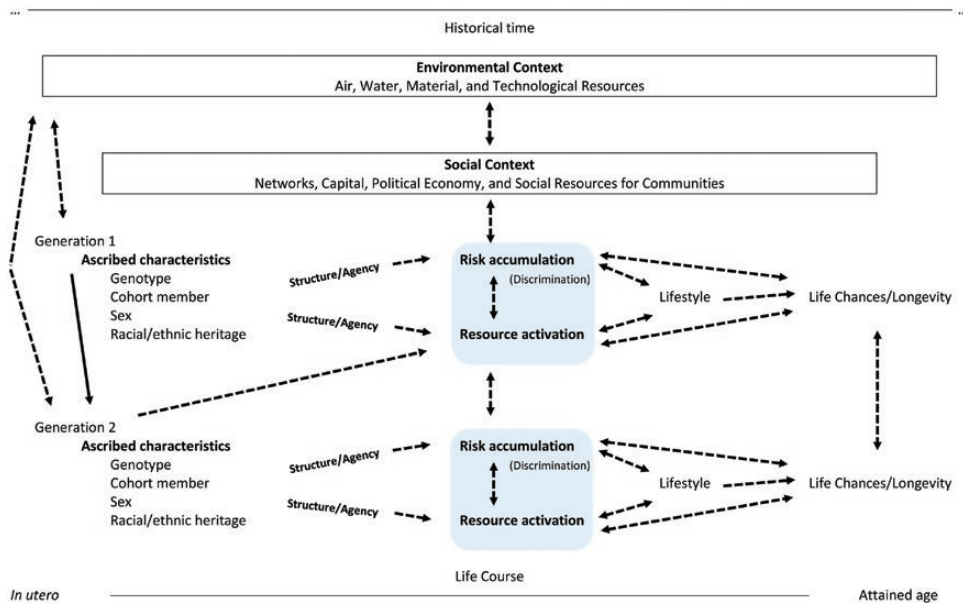 ... ...
Historical time
Environmental Context
Air, Water, Material, and Technological Resources
Social Context
Networks, Capital, Political Economy, and Social Resources for Communities
Generation 1
Ascribed characteristics
Genotype
Cohort member
Sex
Racial/ethnic heritage
Structure/Agency
Structure/Agency
Risk accumulation
(Discrimination)
Resource activation
Lifestyle
Life Chances/Longevity
Generation 2
Ascribed characteristics
Genotype
Cohort member
Sex
Racial/ethnic heritage
Structure/Agency
Structure/Agency
Risk accumulation
(Discrimination)
Resource activation
Lifestyle
Life Chances/Longevity
Life Course
In utero
Attained age